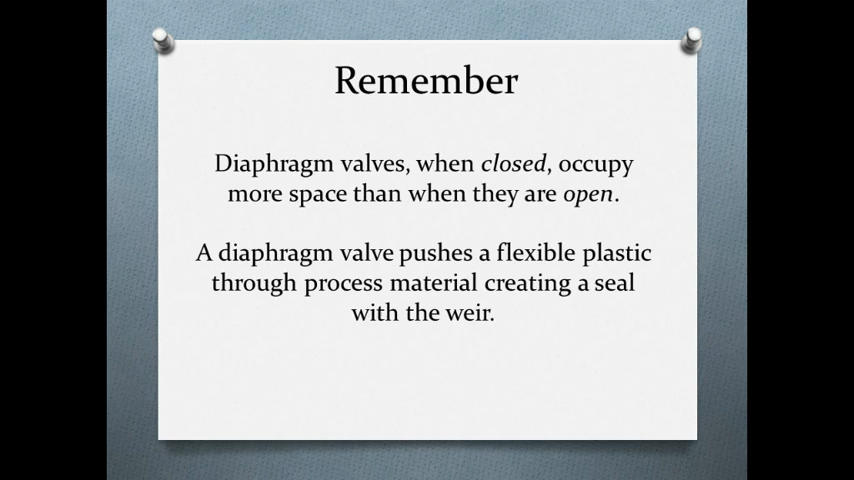 Remember
Diaphragm valves, when closed, occupy
more space than when they are open.
A diaphragm valve pushes a flexible plastic
through process material creating a seal
with the weir.